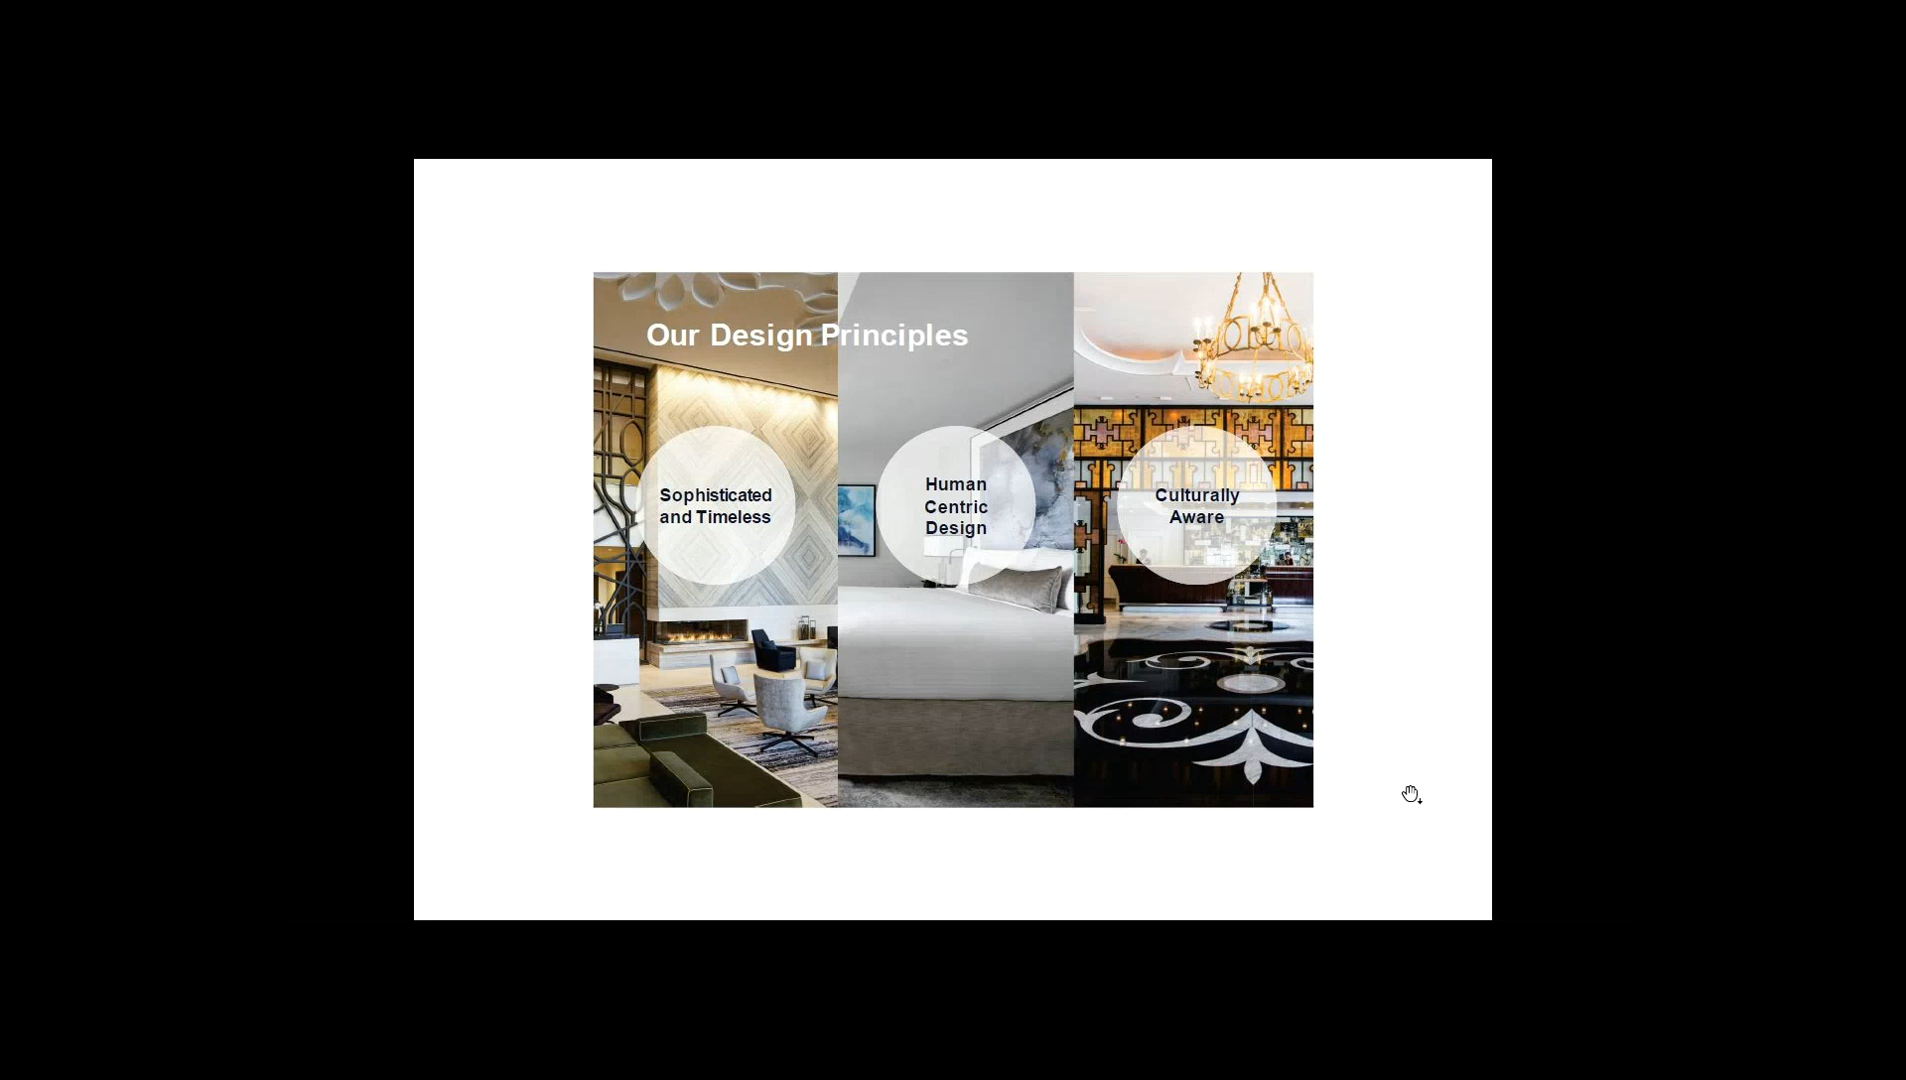 Our Design Principles
Sophisticated
and Timeless
Human
Centric
Design
Culturally
Aware